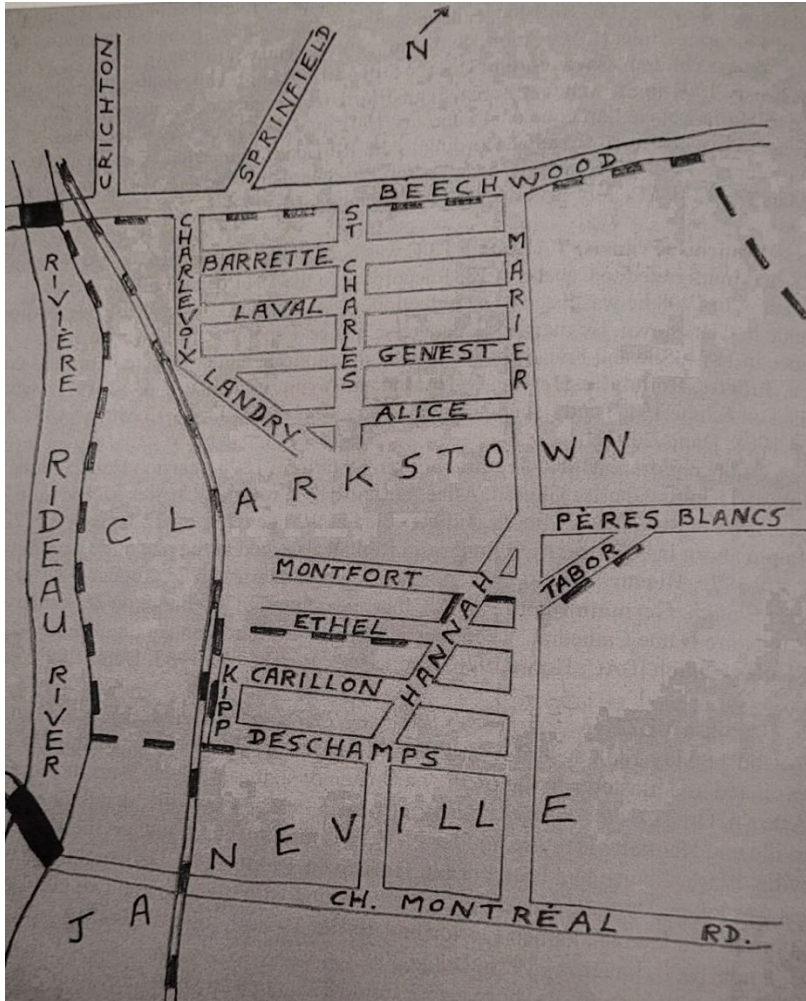 N
CRICHTON
SPRINFIELD
BEECHWOOD
CHARLEVOIX
ST CHARLES
MARIER
BARRETTE
LAVAL
GENEST
LANDRY
ALICE
RIVIÈRE RIDEAU RIVER
CLARKSTOWN
PÈRES BLANCS
TABOR
MONTFORT
HANNAH
ETHEL
KIPP
CARILLON
DESCHAMPS
JANEVILLE
CH. MONTRÉAL RD.